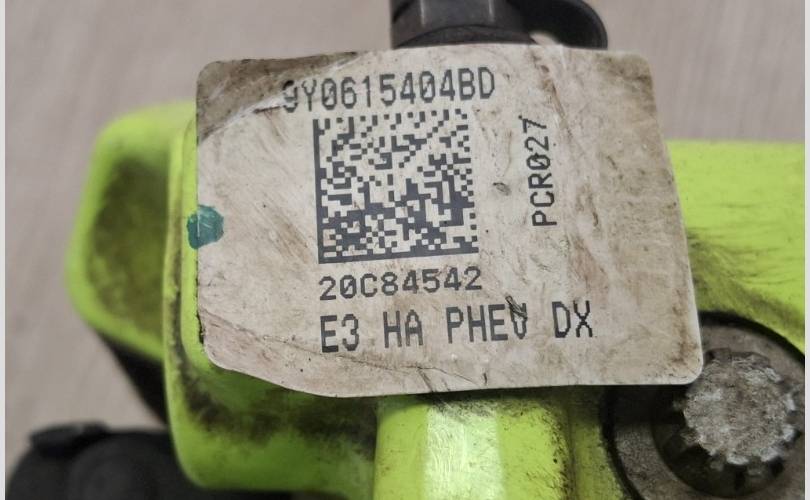 9Y0615404BD
PCR027
20C84542
E3 HA PHEV DX